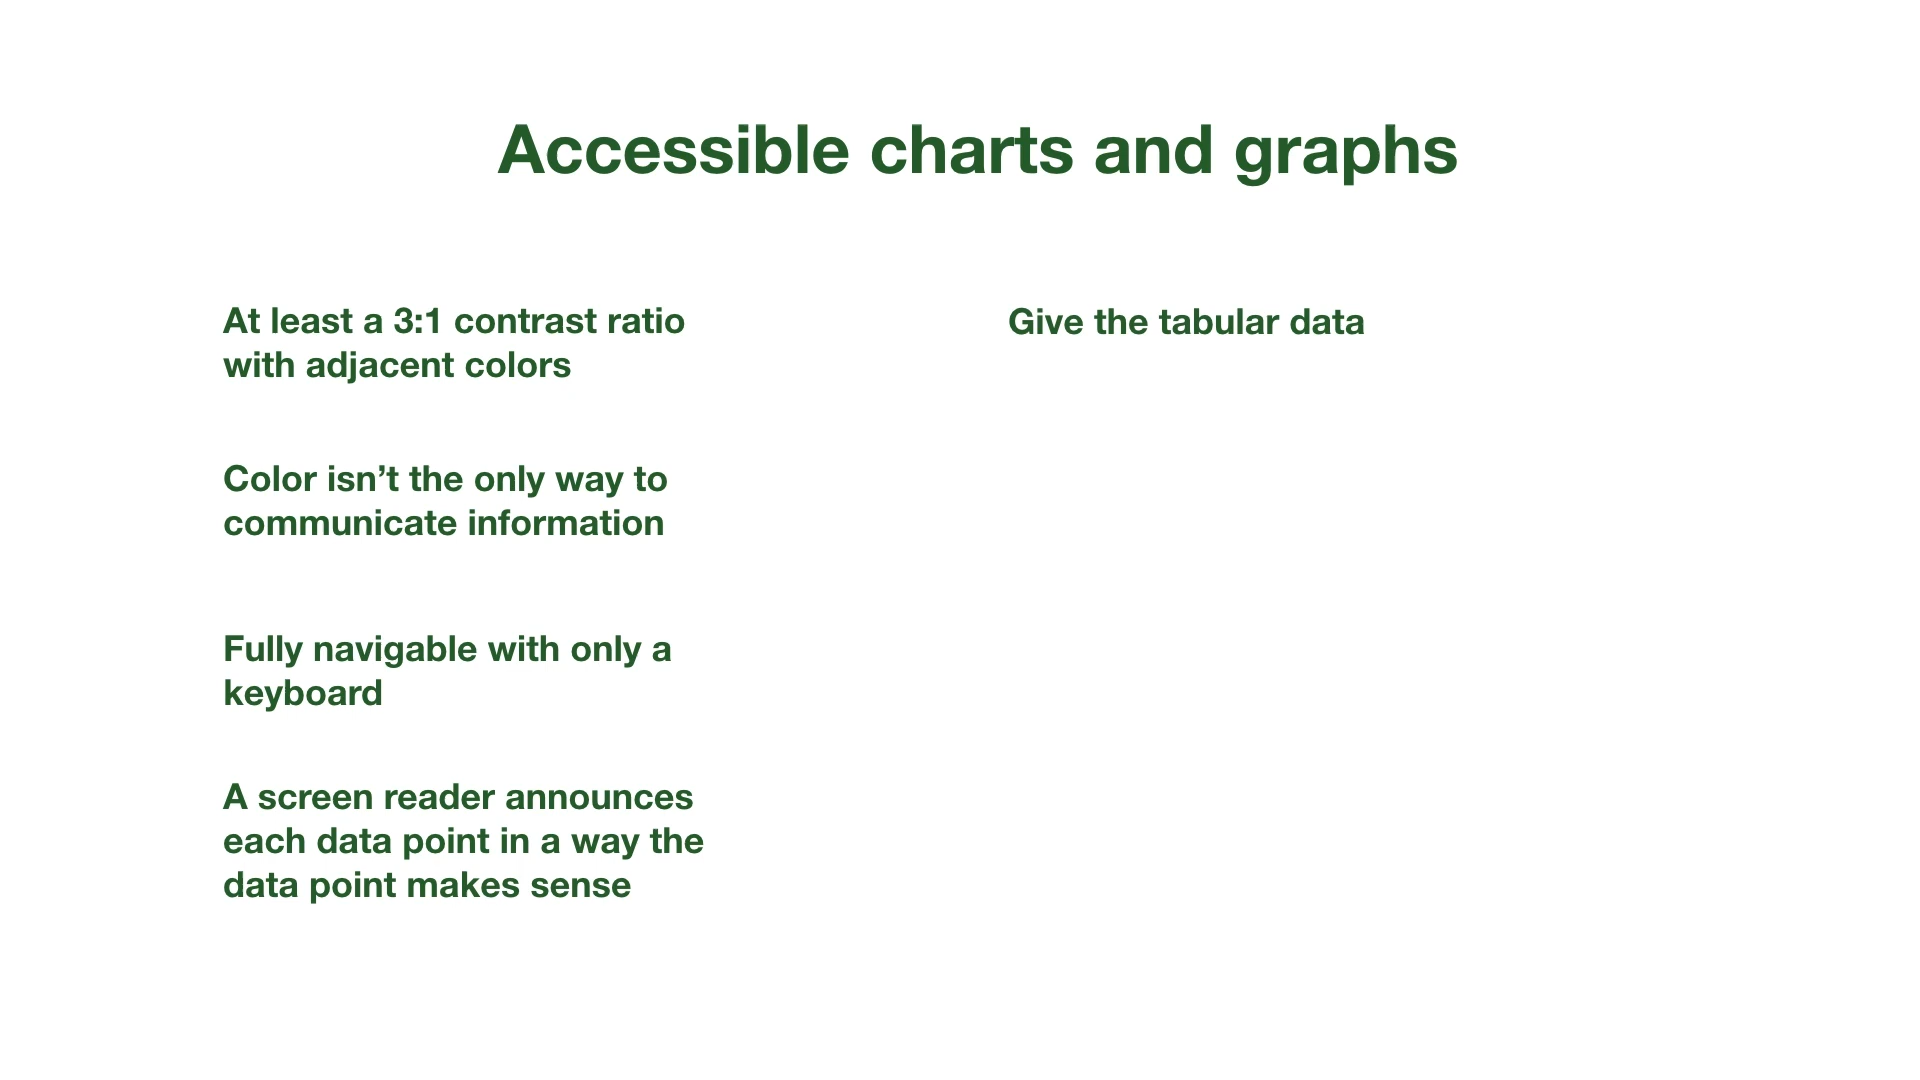 Accessible charts and graphs
At least a 3:1 contrast ratio
with adjacent colors
Color isn’t the only way to
communicate information
Fully navigable with only a
keyboard
A screen reader announces
each data point in a way the
data point makes sense
Give the tabular data